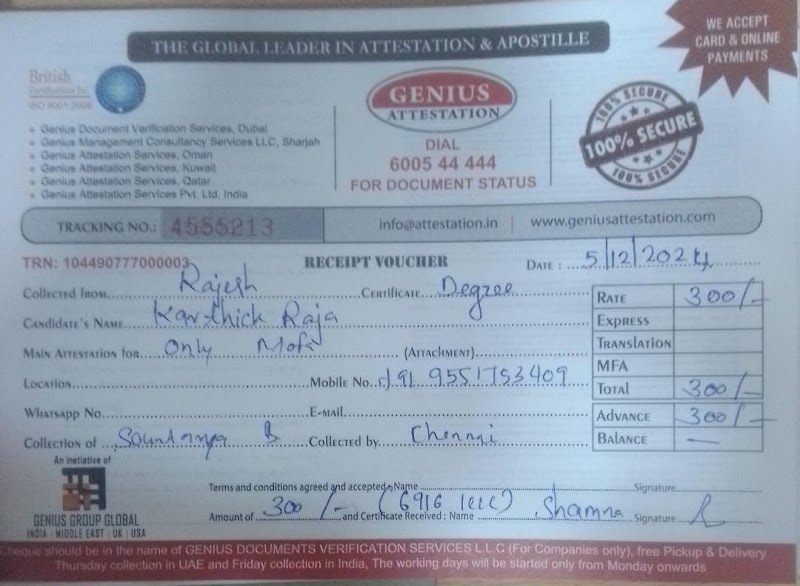 WE ACCEPT
CARD & ONLINE
PAYMENTS
THE GLOBAL LEADER IN ATTESTATION & APOSTILLE
British
Certifications Inc.
ISO 9001:2008
GENIUS
ATTESTATION
DIAL
6005 44 444
FOR DOCUMENT STATUS
100% SECURE
100% SECURE
100% SECURE
• Genius Document Verification Services, Dubai
• Genius Management Consultancy Services LLC, Sharjah
• Genius Attestation Services, Oman
• Genius Attestation Services, Kuwait
• Genius Attestation Services, Qatar
• Genius Attestation Services Pvt. Ltd, India
TRACKING NO.: 4555213 info@attestation.in | www.geniusattestation.com
TRN: 104490777000003 RECEIPT VOUCHER DATE : 5/12/2024
COLLECTED FROM Rajesh CERTIFICATE Degree
CANDIDATE'S NAME Karthick Raja
MAIN ATTESTATION FOR only Mofa (ATTACHMENT)
LOCATION MOBILE NO. +91 9551753409
WHATSAPP NO. E-MAIL
COLLECTION OF Soundarya B COLLECTED BY Chennai
RATE 300/-
EXPRESS
TRANSLATION
MFA
TOTAL 300/-
ADVANCE 300/-
BALANCE —
An inetiative of
GENIUS GROUP GLOBAL
INDIA | MIDDLE EAST | UK | USA
Terms and conditions agreed and accepted, Name Signature
Amount of 300/- (6916 ) and Certificate Received : Name Shamna Signature
Cheque should be in the name of GENIUS DOCUMENTS VERIFICATION SERVICES L.L.C (For Companies only), free Pickup & Delivery
Thursday collection in UAE and Friday collection in India, The working days will be started only from Monday onwards